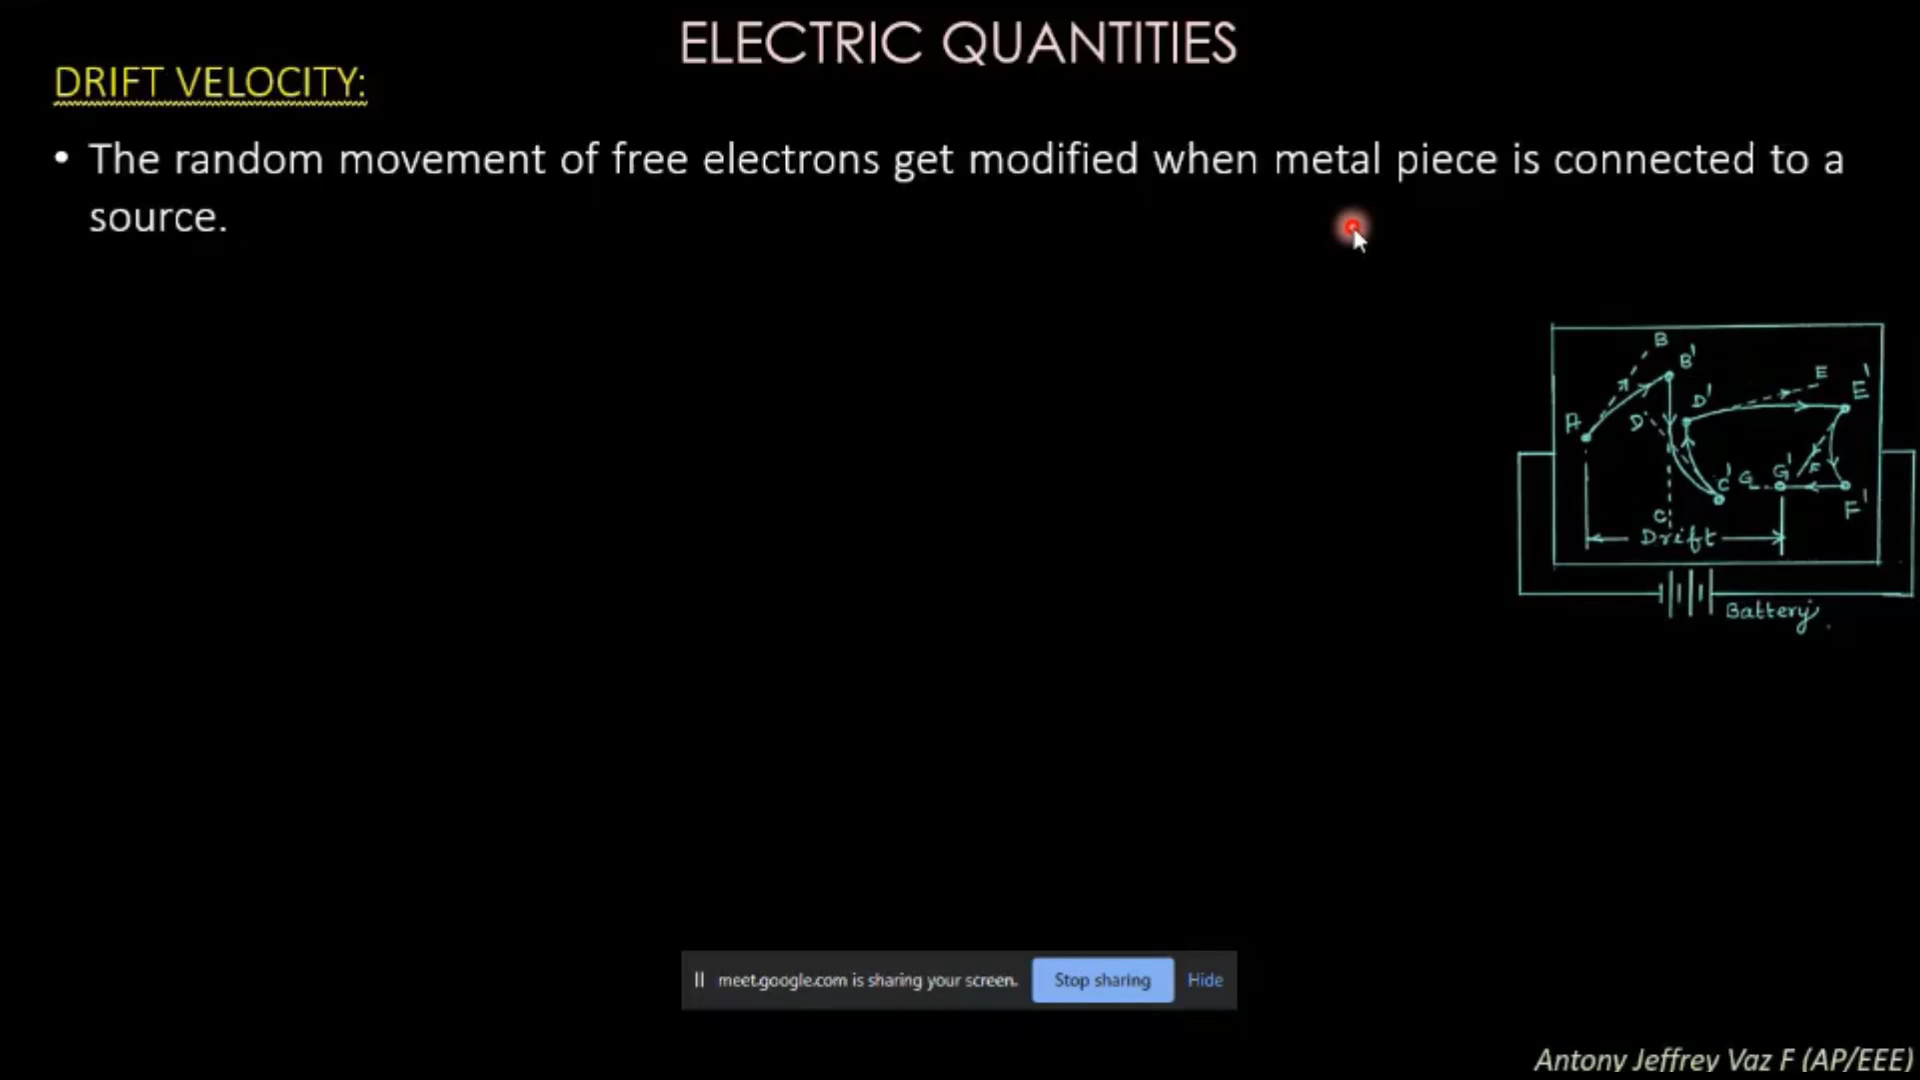 ELECTRIC QUANTITIES
DRIFT VELOCITY:
• The random movement of free electrons get modified when metal piece is connected to a
source.
B
B'
E
E'
A
D
D'
C'
G
G'
F
F'
C
Drift
Battery
meet.google.com is sharing your screen.
Stop sharing
Hide
Antony Jeffrey Vaz F (AP/EEE)